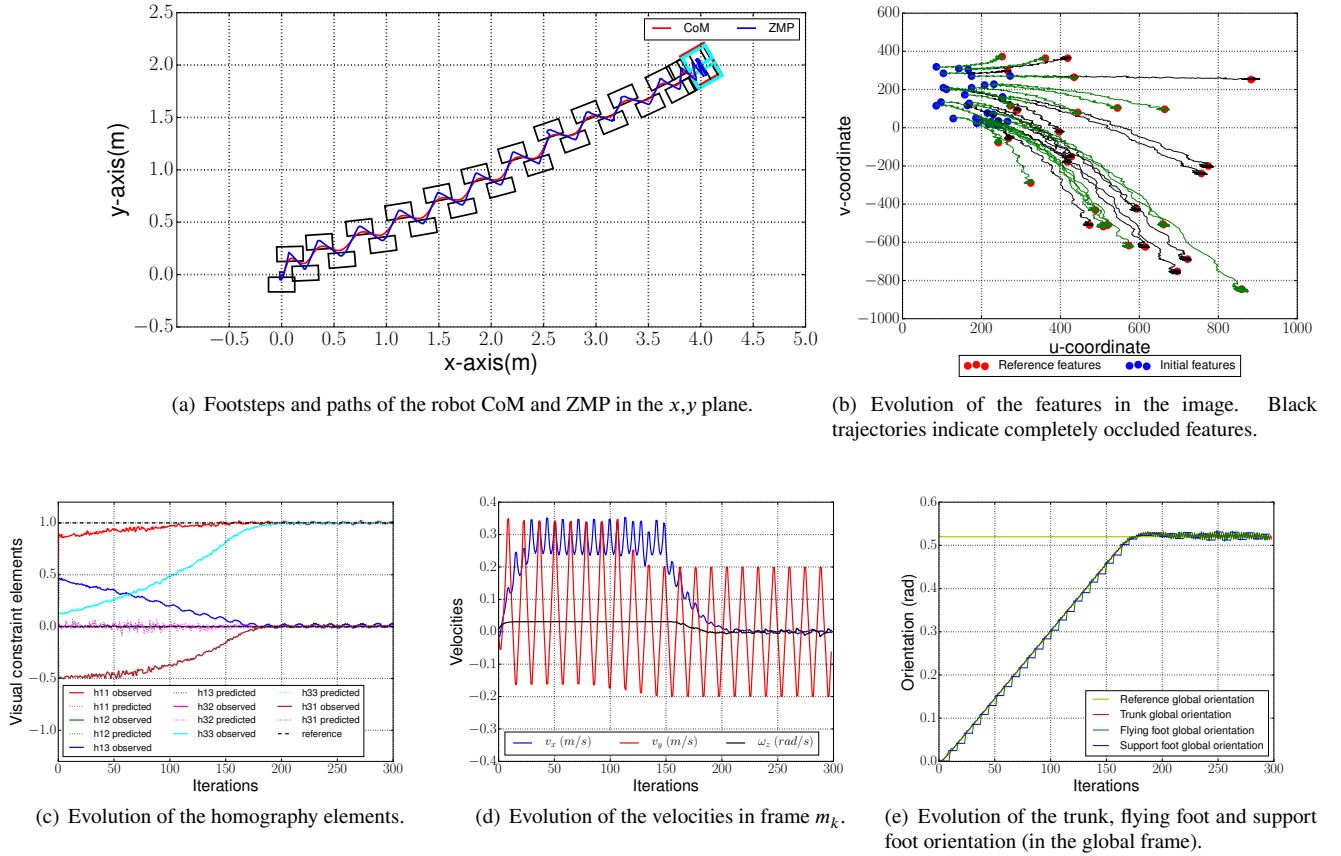 CoM ZMP
2.5
2.0
1.5
1.0
0.5
0.0
−0.5
y-axis(m)
−0.5 0.0 0.5 1.0 1.5 2.0 2.5 3.0 3.5 4.0 4.5 5.0
x-axis(m)
(a) Footsteps and paths of the robot CoM and ZMP in the x,y plane.
600
400
200
0
−200
−400
−600
−800
−1000
v-coordinate
0 200 400 600 800 1000
u-coordinate
Reference features Initial features
(b) Evolution of the features in the image. Black
trajectories indicate completely occluded features.
1.0
0.5
0.0
−0.5
−1.0
Visual constraint elements
h11 observed h13 predicted h33 predicted
h11 predicted h32 observed h31 observed
h12 observed h32 predicted h31 predicted
h12 predicted h33 observed reference
h13 observed
0 50 100 150 200 250 300
Iterations
(c) Evolution of the homography elements.
0.4
0.3
0.2
0.1
0.0
−0.1
−0.2
−0.3
−0.4
Velocities
v_x (m/s) v_y (m/s) ω_z (rad/s)
0 50 100 150 200 250 300
Iterations
(d) Evolution of the velocities in frame m_k.
0.6
0.5
0.4
0.3
0.2
0.1
0.0
Orientation (rad)
Reference global orientation
Trunk global orientation
Flying foot global orientation
Support foot global orientation
0 50 100 150 200 250 300
Iterations
(e) Evolution of the trunk, flying foot and support
foot orientation (in the global frame).